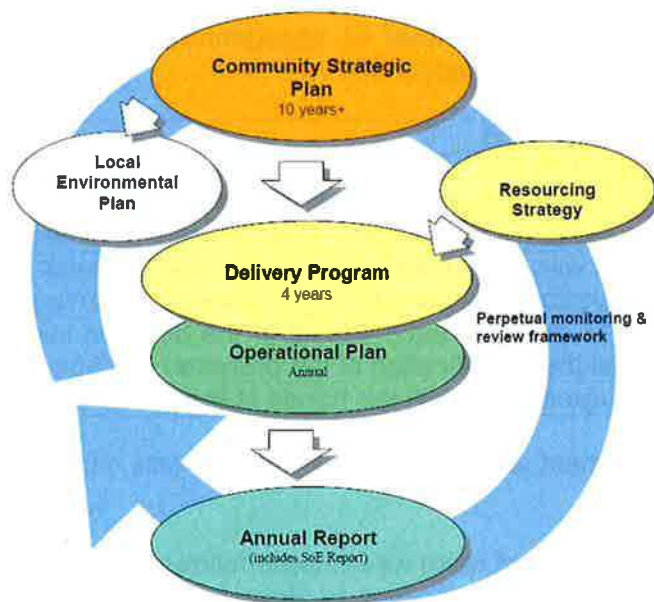 Community Strategic
Plan
10 years+
Local
Environmental
Plan
Resourcing
Strategy
Delivery Program
4 years
Perpetual monitoring &
review framework
Operational Plan
Annual
Annual Report
(includes SoE Report)